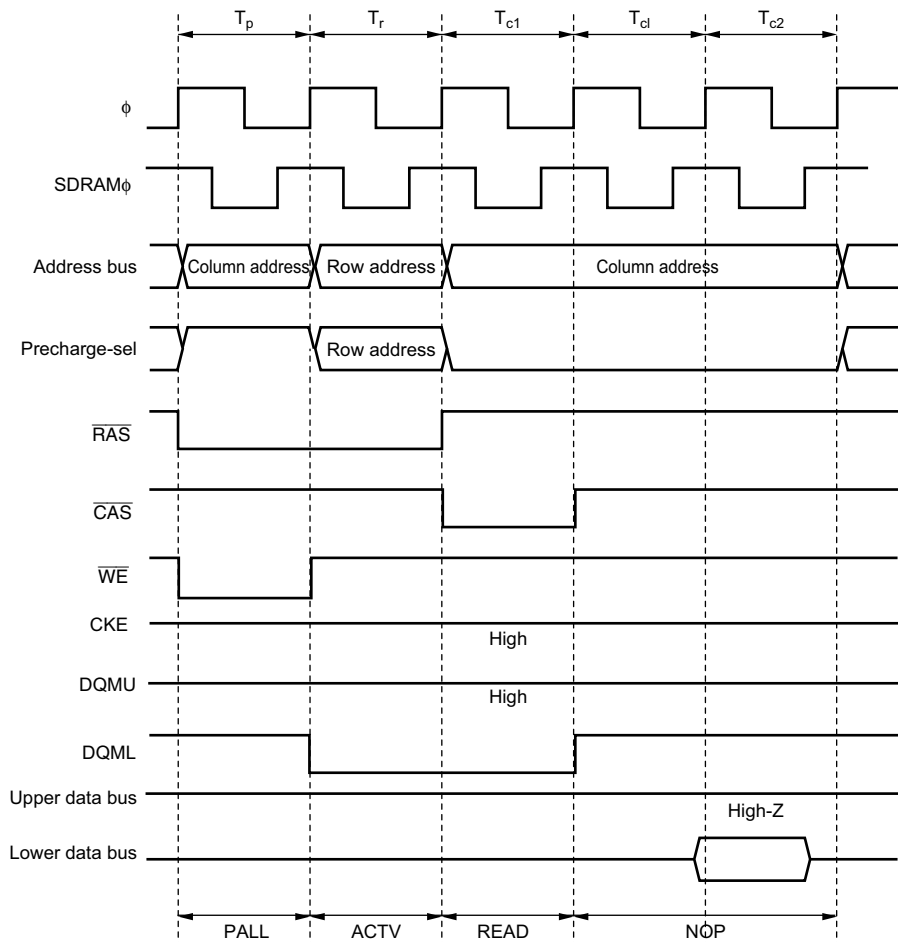 Tp Tr Tc1 Tcl Tc2
ϕ
SDRAMϕ
Address bus Column address Row address Column address
Precharge-sel Row address
RAS
CAS
WE
CKE High
DQMU High
DQML
Upper data bus High-Z
Lower data bus
PALL ACTV READ NOP